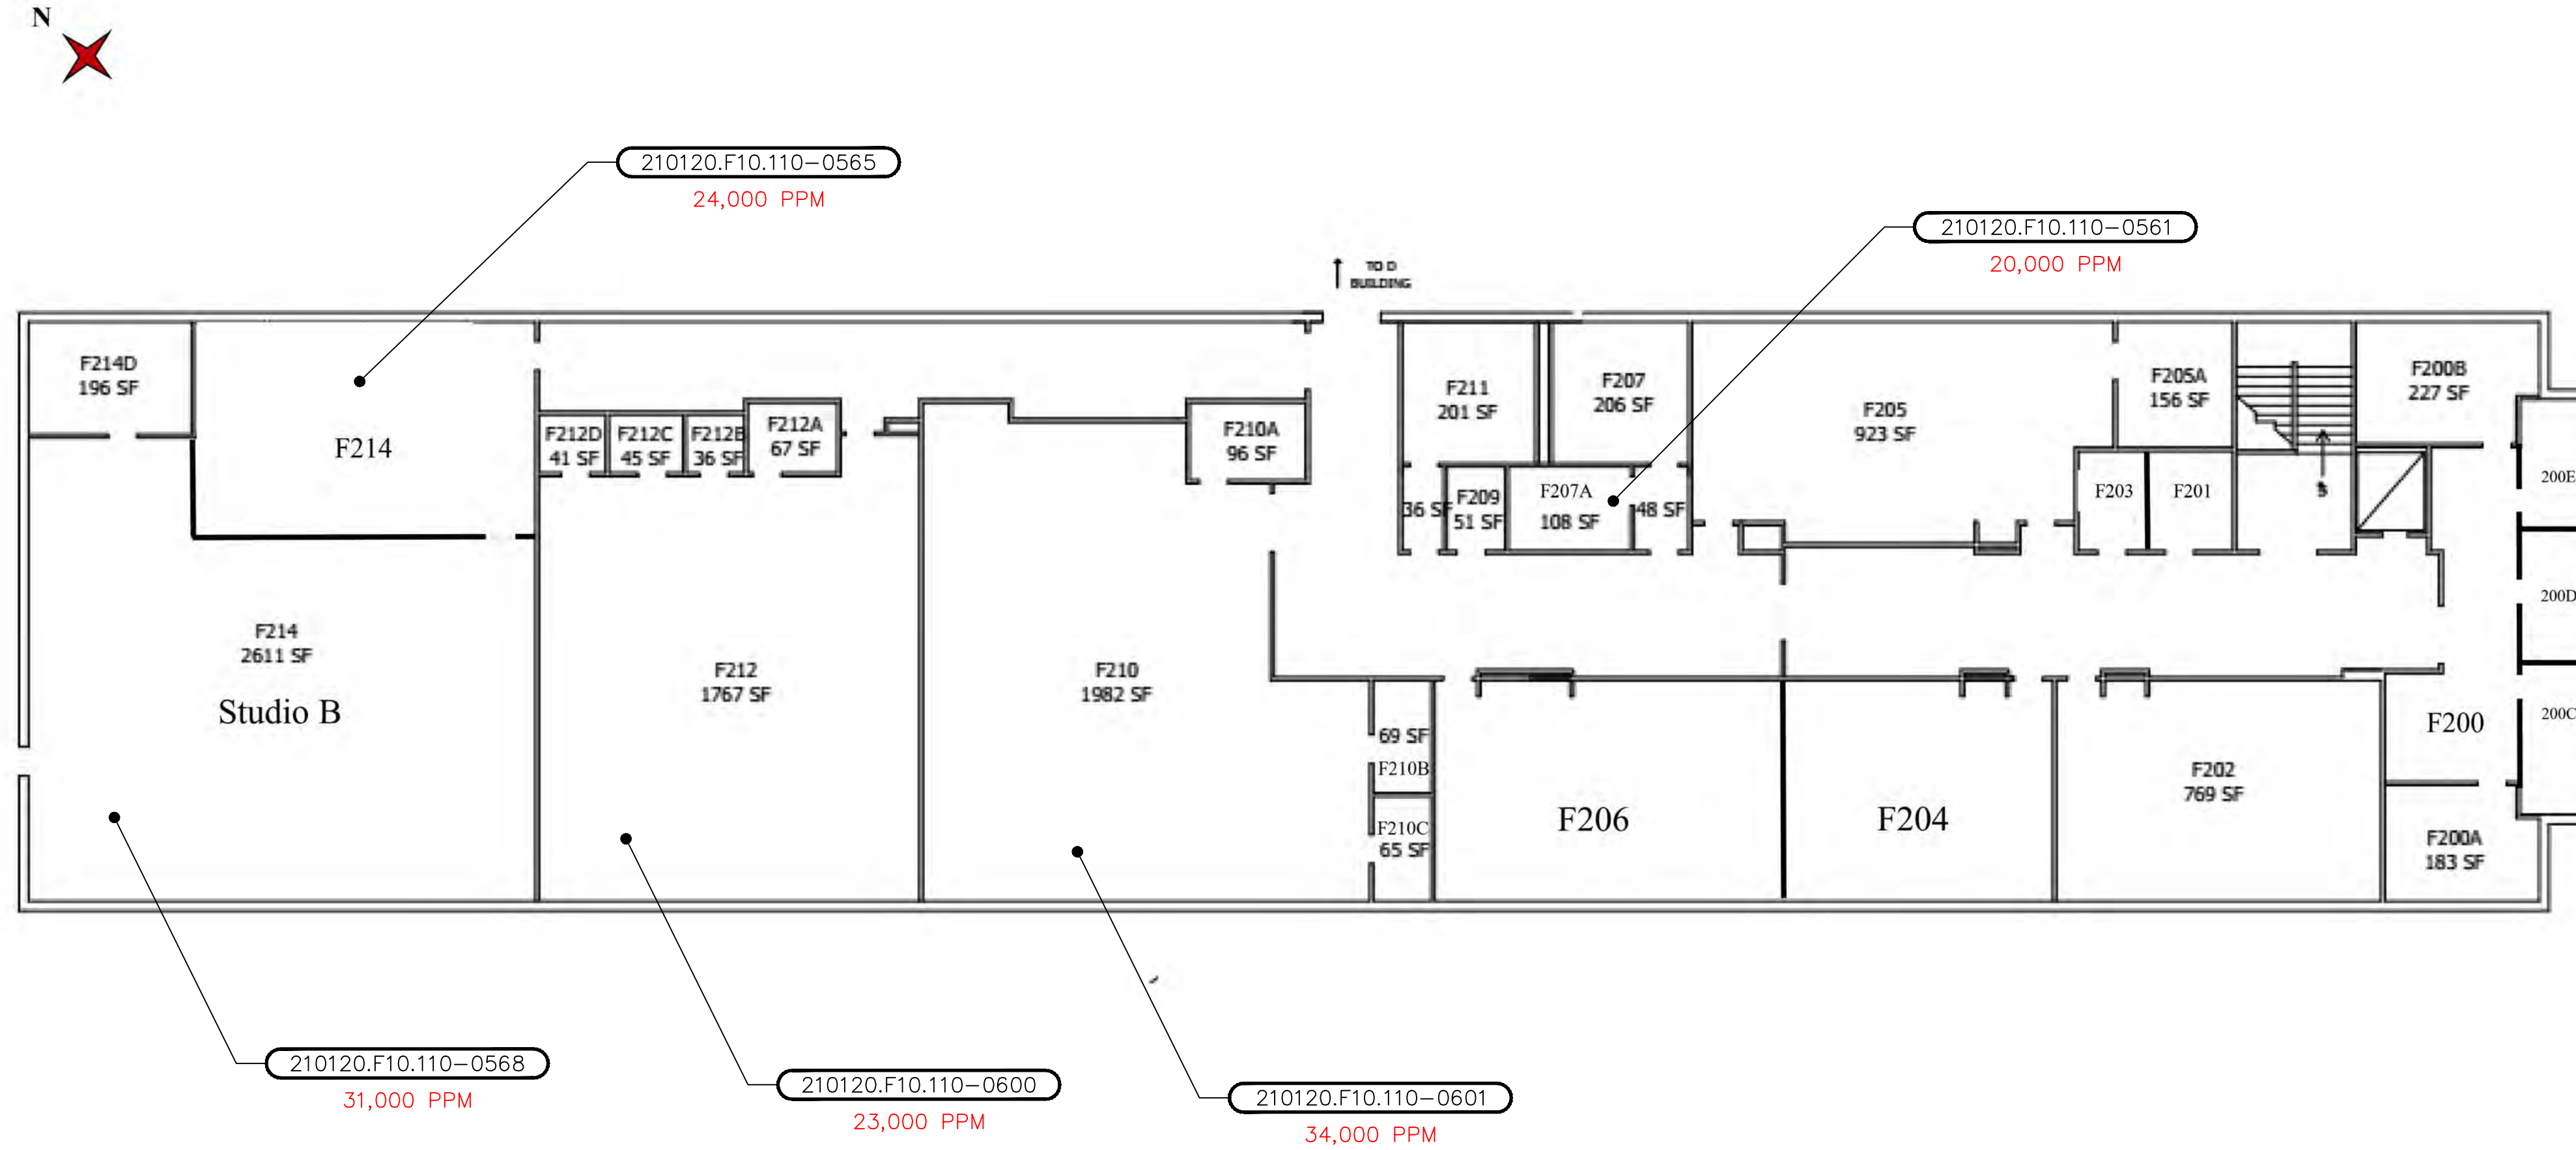 N
210120.F10.110-0565
24,000 PPM
210120.F10.110-0561
20,000 PPM
TO D
BUILDING
F214D
196 SF
F214
F212D
41 SF
F212C
45 SF
F212B
36 SF
F212A
67 SF
F210A
96 SF
F211
201 SF
F207
206 SF
36 SF
F209
51 SF
F207A
108 SF
48 SF
F205
923 SF
F205A
156 SF
F203
F201
F200B
227 SF
200E
200D
200C
F214
2611 SF
Studio B
F212
1767 SF
F210
1982 SF
69 SF
F210B
F210C
65 SF
F206
F204
F202
769 SF
F200
F200A
183 SF
210120.F10.110-0568
31,000 PPM
210120.F10.110-0600
23,000 PPM
210120.F10.110-0601
34,000 PPM